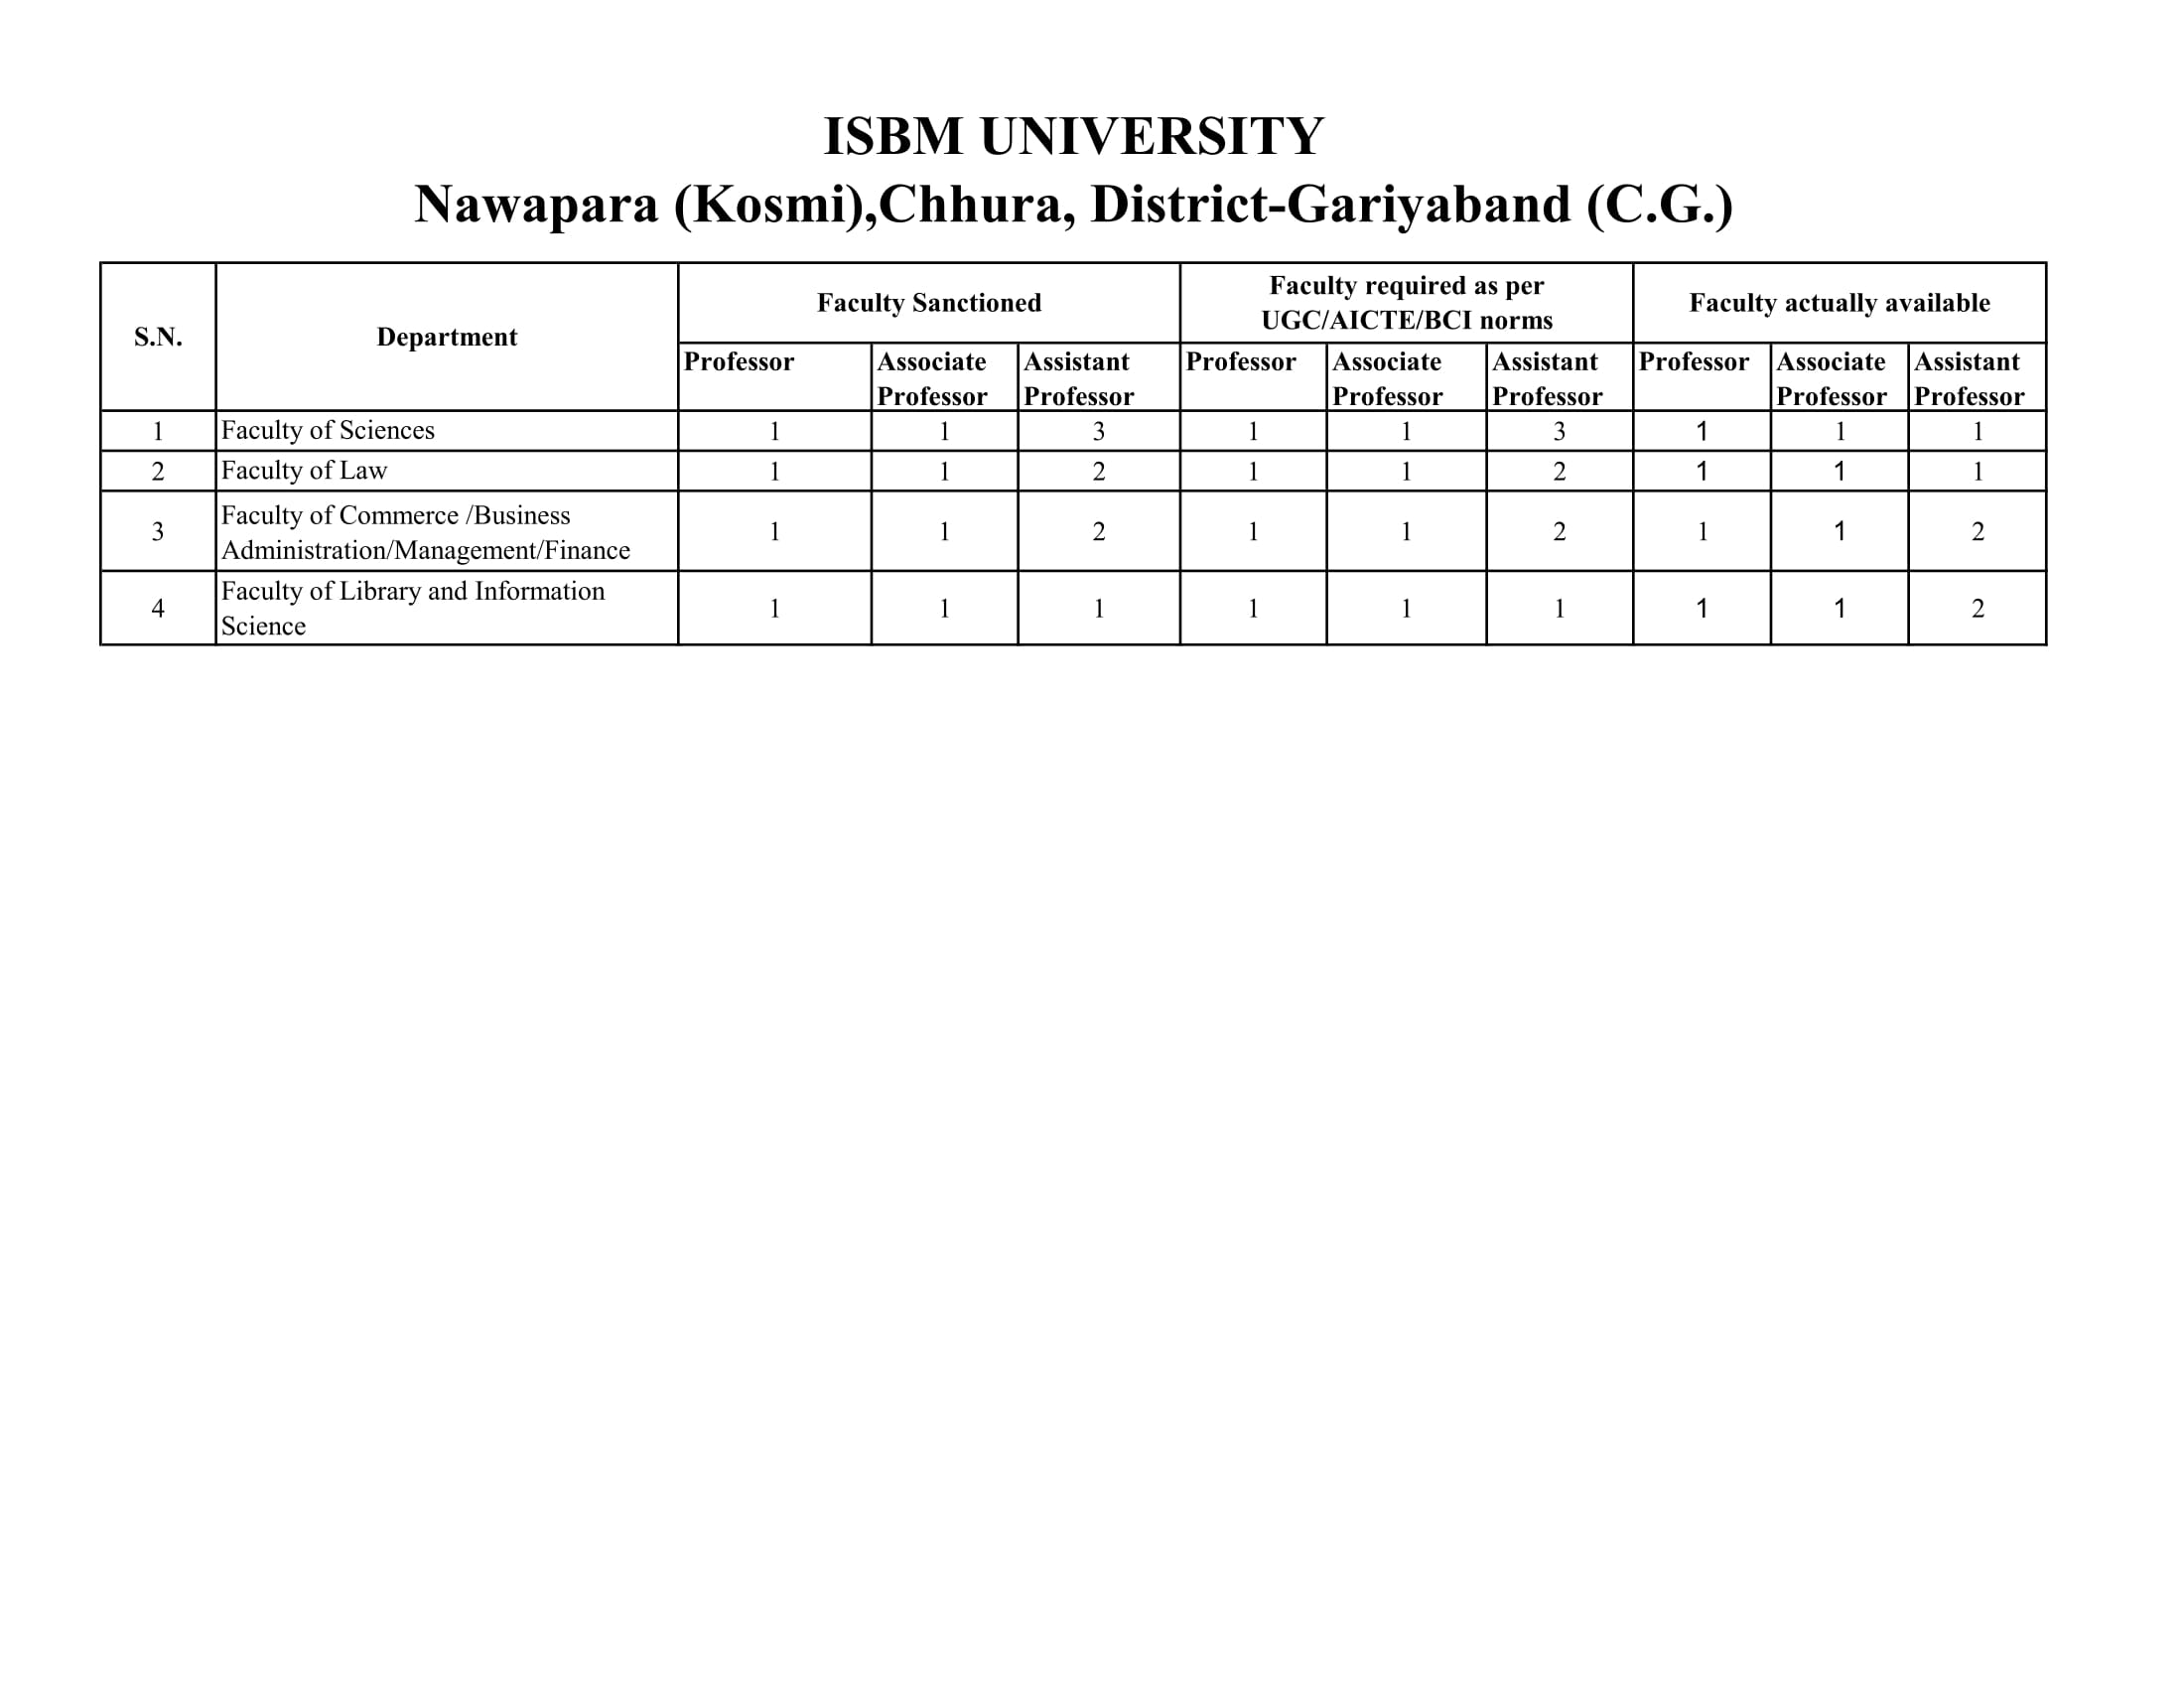 ISBM UNIVERSITY
Nawapara (Kosmi),Chhura, District-Gariyaband (C.G.)
S.N. Department Faculty Sanctioned Faculty required as per UGC/AICTE/BCI norms Faculty actually available
Professor Associate Professor Assistant Professor Professor Associate Professor Assistant Professor Professor Associate Professor Assistant Professor
1 Faculty of Sciences 1 1 3 1 1 3 1 1 1
2 Faculty of Law 1 1 2 1 1 2 1 1 1
3 Faculty of Commerce /Business Administration/Management/Finance 1 1 2 1 1 2 1 1 2
4 Faculty of Library and Information Science 1 1 1 1 1 1 1 1 2